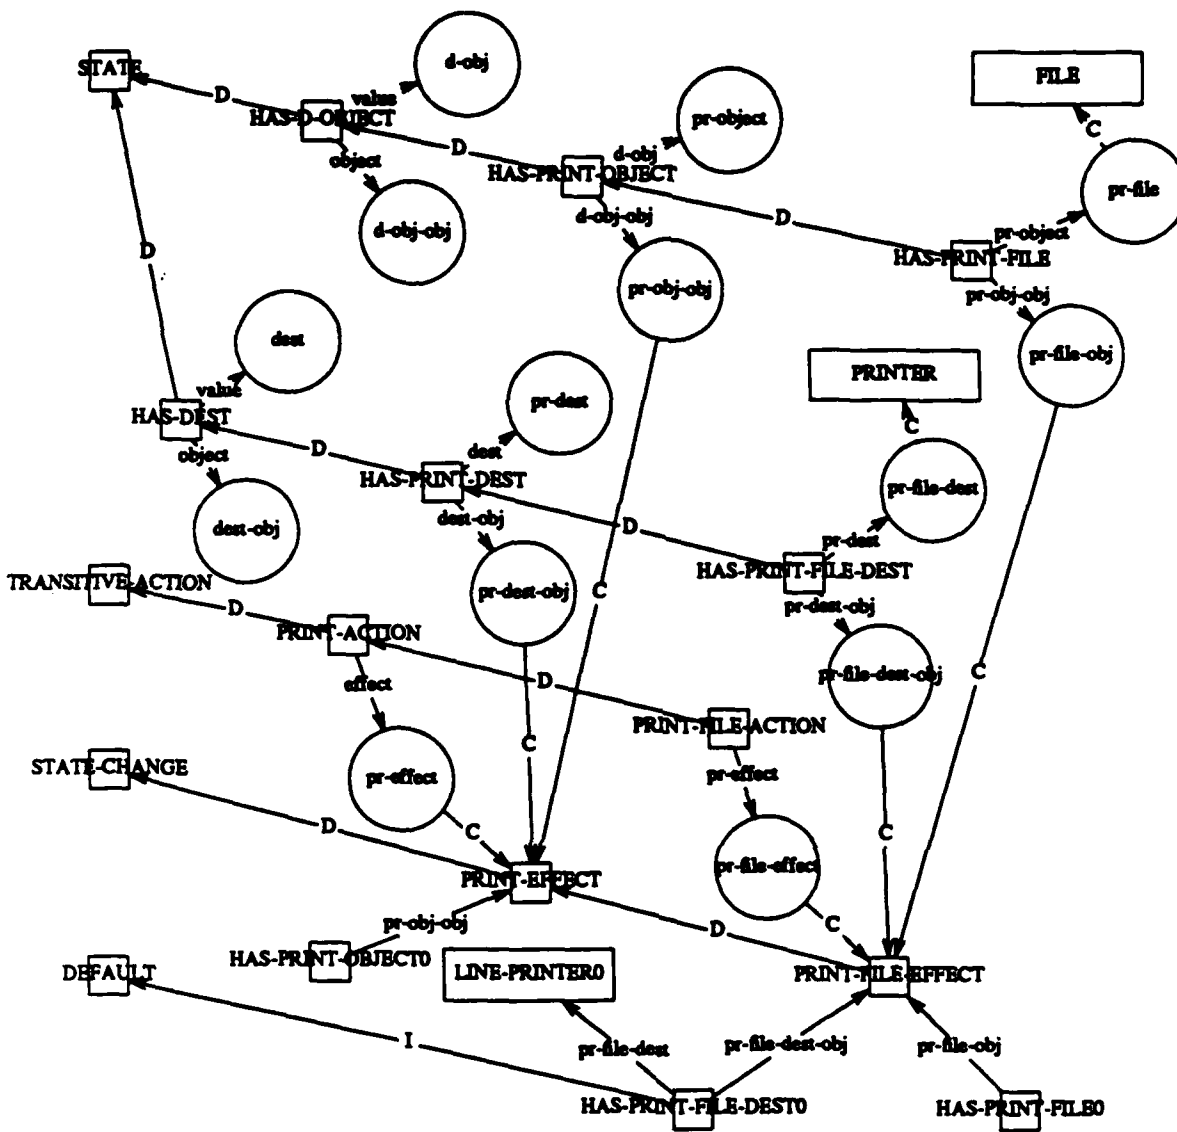 d-obj
STATE
FILE
D
value
HAS-D-OBJECT
pr-object
C
D
d-obj
object
HAS-PRINT-OBJECT
pr-file
d-obj-obj
d-obj-obj
D
pr-object
D
HAS-PRINT-FILE
pr-obj-obj
pr-obj-obj
dest
pr-file-obj
PRINTER
value
pr-dest
HAS-DEST
C
D
dest
object
HAS-PRINT-DEST
pr-file-dest
dest-obj
dest-obj
D
pr-dest
HAS-PRINT-FILE-DEST
TRANSITIVE-ACTION
pr-dest-obj
C
pr-dest-obj
D
PRINT-ACTION
pr-file-dest-obj
C
effect
D
PRINT-FILE-ACTION
C
STATE-CHANGE
pr-effect
pr-effect
D
C
C
pr-file-effect
PRINT-EFFECT
pr-obj-obj
D
C
HAS-PRINT-OBJECT0
DEFAULT
LINE-PRINTER0
PRINT-FILE-EFFECT
I
pr-file-dest
pr-file-dest-obj
pr-file-obj
HAS-PRINT-FILE-DEST0
HAS-PRINT-FILE0